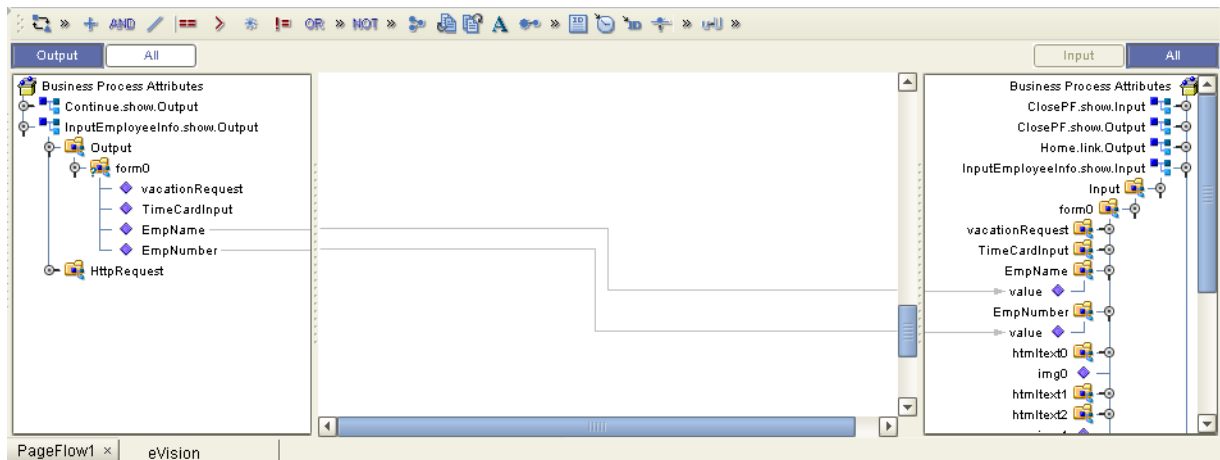 » AND == OR » NOT » A » ID ID » »
Output All Input All
Business Process Attributes
Continue.show.Output
InputEmployeeInfo.show.Output
Output
form0
vacationRequest
TimeCardInput
EmpName
EmpNumber
HttpRequest
Business Process Attributes
ClosePF.show.Input
ClosePF.show.Output
Home.link.Output
InputEmployeeInfo.show.Input
Input
form0
vacationRequest
TimeCardInput
EmpName
value
EmpNumber
value
htmltext0
img0
htmltext1
htmltext2
PageFlow1 × eVision